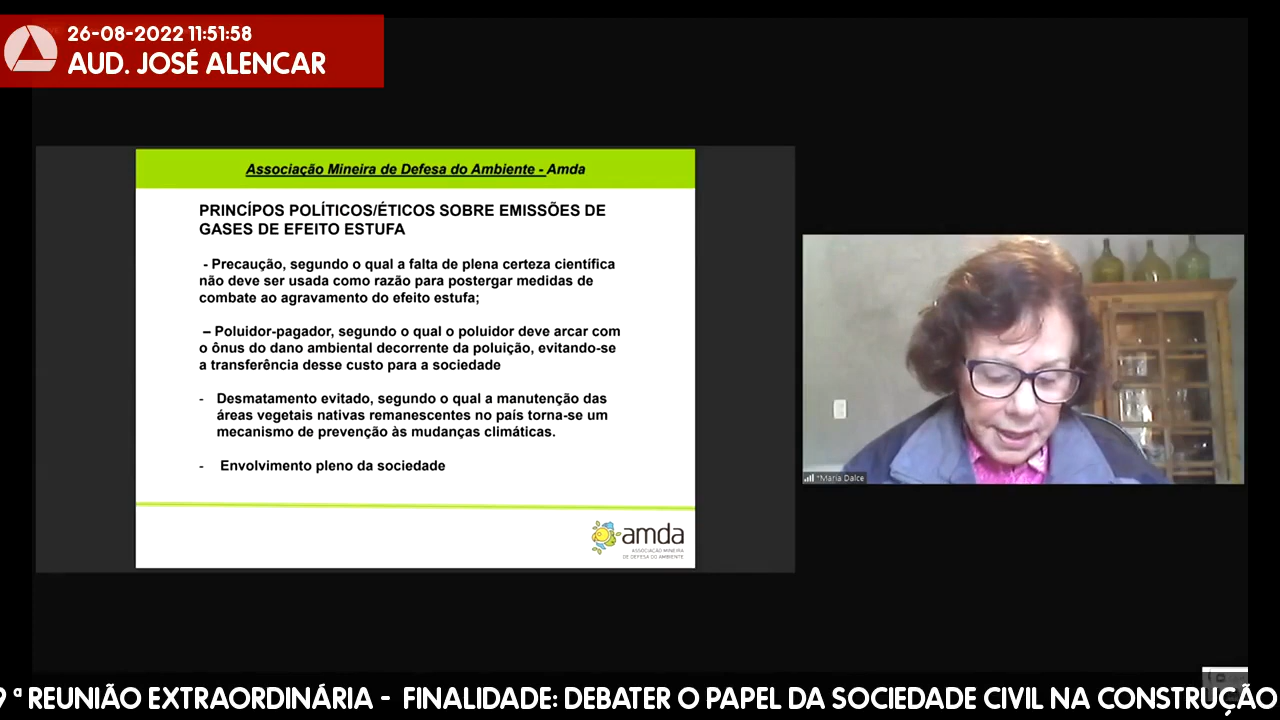 26-08-2022 11:51:58
AUD. JOSÉ ALENCAR
Associação Mineira de Defesa do Ambiente - Amda
PRINCÍPOS POLÍTICOS/ÉTICOS SOBRE EMISSÕES DE
GASES DE EFEITO ESTUFA
- Precaução, segundo o qual a falta de plena certeza científica
não deve ser usada como razão para postergar medidas de
combate ao agravamento do efeito estufa;
– Poluidor-pagador, segundo o qual o poluidor deve arcar com
o ônus do dano ambiental decorrente da poluição, evitando-se
a transferência desse custo para a sociedade
- Desmatamento evitado, segundo o qual a manutenção das
áreas vegetais nativas remanescentes no país torna-se um
mecanismo de prevenção às mudanças climáticas.
- Envolvimento pleno da sociedade
amda
ASSOCIAÇÃO MINEIRA
DE DEFESA DO AMBIENTE
*Maria Dalce
9 ª REUNIÃO EXTRAORDINÁRIA - FINALIDADE: DEBATER O PAPEL DA SOCIEDADE CIVIL NA CONSTRUÇÃO